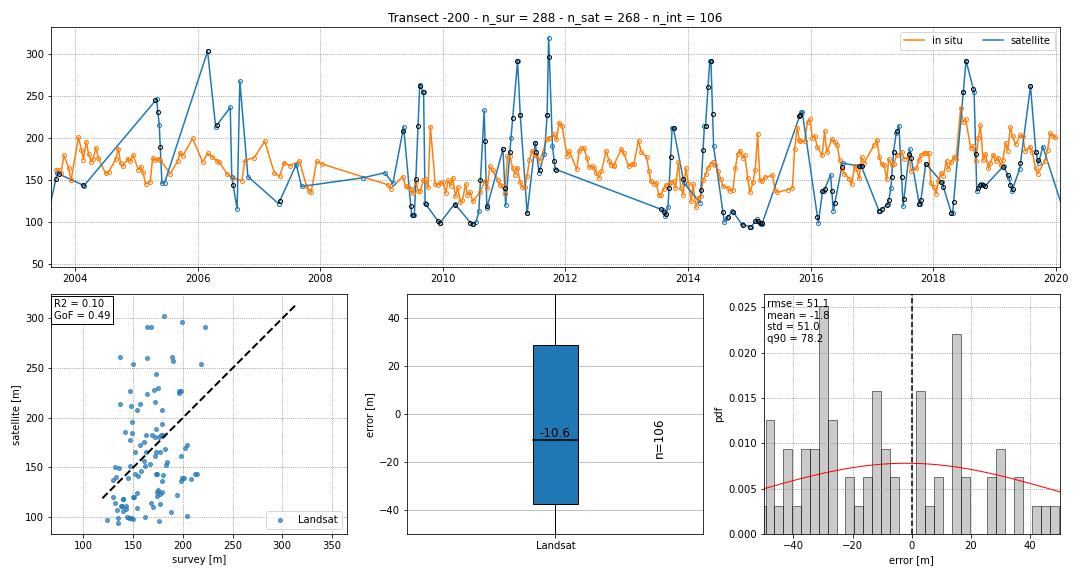 Transect -200 - n_sur = 288 - n_sat = 268 - n_int = 106
in situ
satellite
300
250
200
150
100
50
2004
2006
2008
2010
2012
2014
2016
2018
2020
R2 = 0.10
GoF = 0.49
300
250
200
150
100
satellite [m]
Landsat
100
150
200
250
300
350
survey [m]
40
20
0
−20
−40
error [m]
-10.6
n=106
Landsat
rmse = 51.1
mean = -1.8
std = 51.0
q90 = 78.2
0.025
0.020
0.015
0.010
0.005
0.000
pdf
−40
−20
0
20
40
error [m]